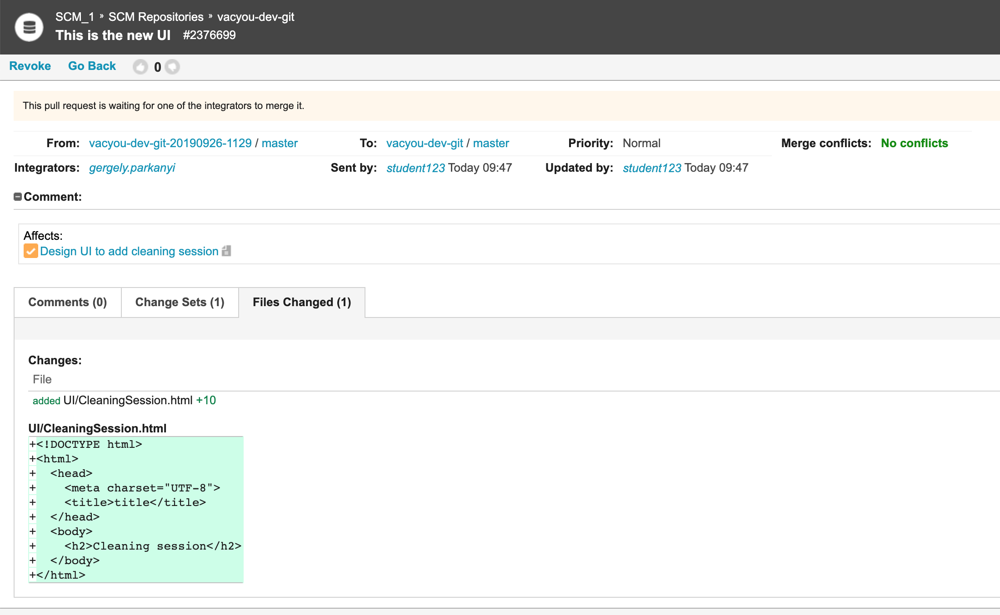 SCM_1 » SCM Repositories » vacyou-dev-git
This is the new UI #2376699
Revoke Go Back 0
This pull request is waiting for one of the integrators to merge it.
From: vacyou-dev-git-20190926-1129 / master To: vacyou-dev-git / master Priority: Normal Merge conflicts: No conflicts
Integrators: gergely.parkanyi Sent by: student123 Today 09:47 Updated by: student123 Today 09:47
Comment:
Affects:
Design UI to add cleaning session
Comments (0) Change Sets (1) Files Changed (1)
Changes:
File
added UI/CleaningSession.html +10
UI/CleaningSession.html
+<!DOCTYPE html>
+<html>
+  <head>
+    <meta charset="UTF-8">
+    <title>title</title>
+  </head>
+  <body>
+    <h2>Cleaning session</h2>
+  </body>
+</html>